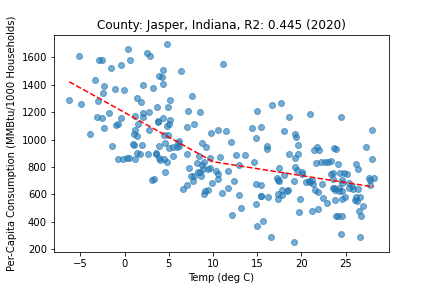 County: Jasper, Indiana, R2: 0.445 (2020)
Per-Capita Consumption (MMBtu/1000 Households)
1600
1400
1200
1000
800
600
400
200
−5 0 5 10 15 20 25
Temp (deg C)